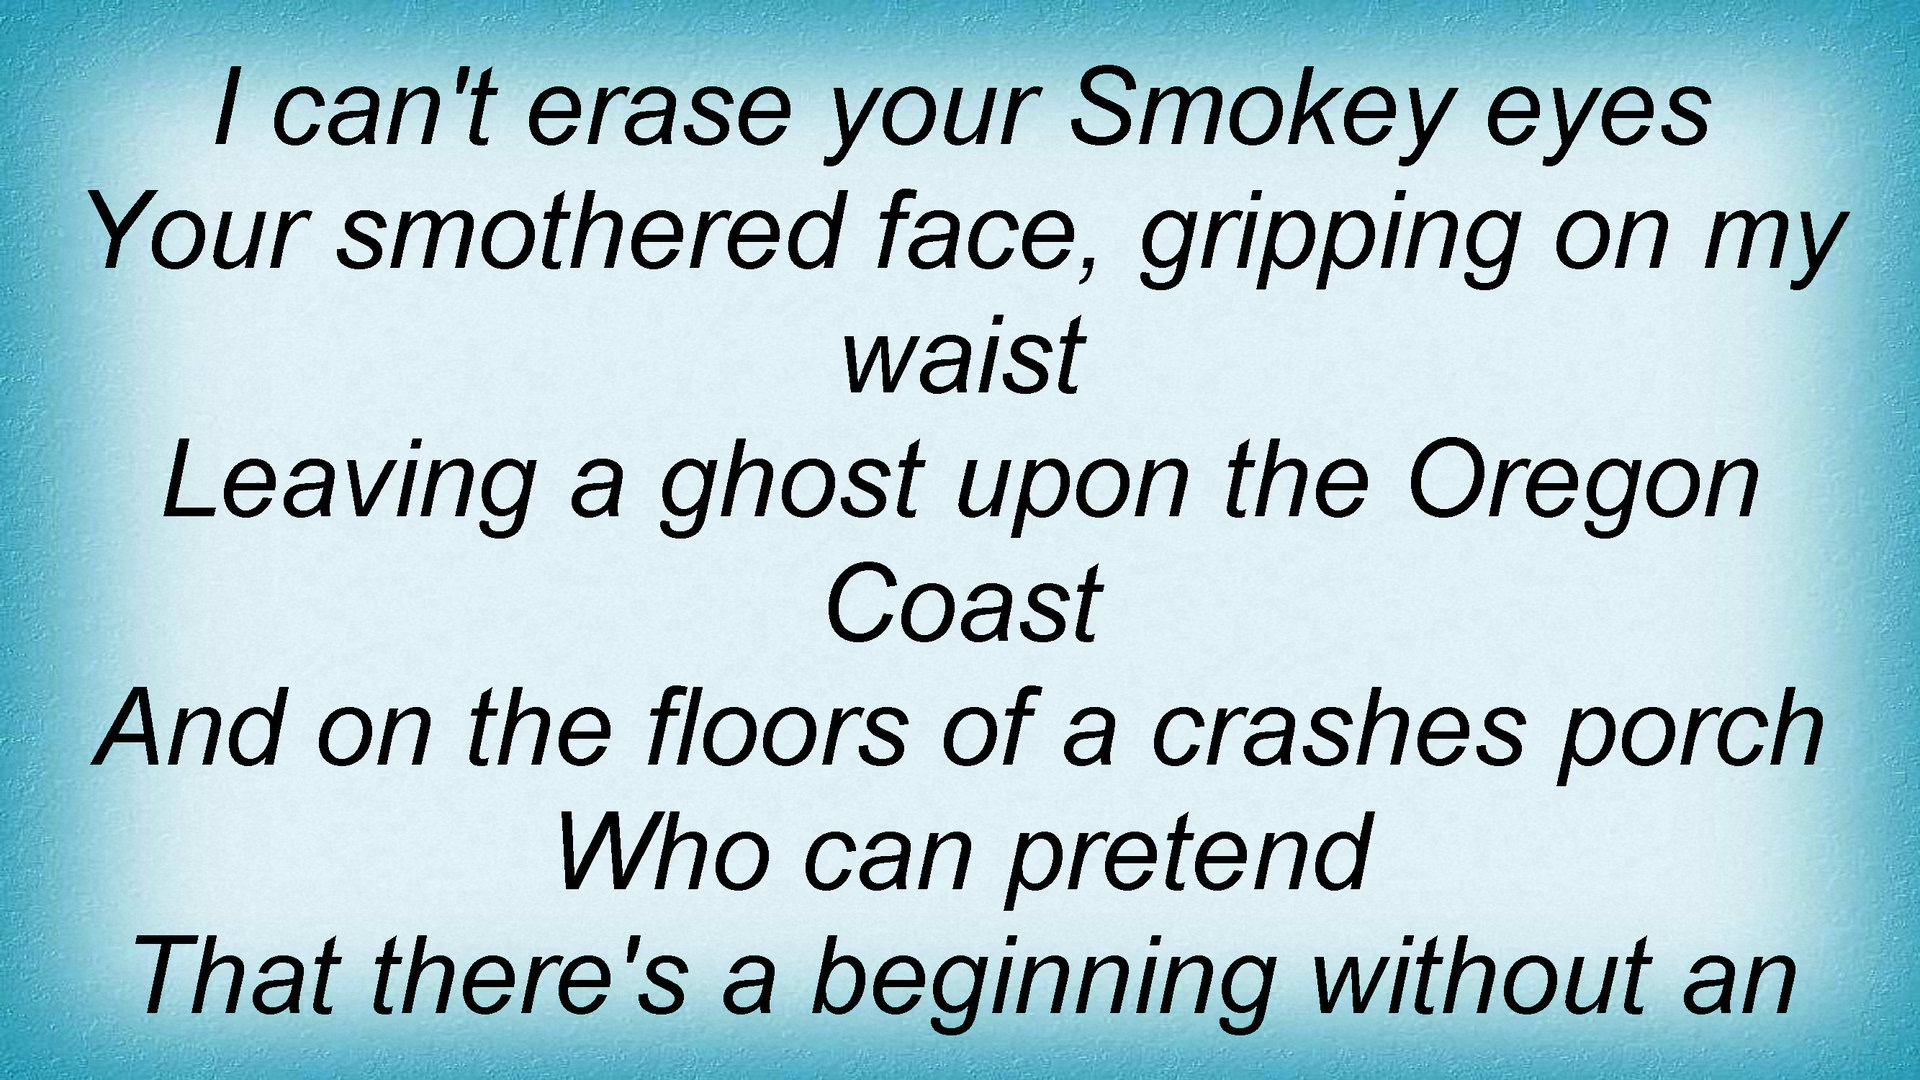 I can't erase your Smokey eyes
Your smothered face, gripping on my
waist
Leaving a ghost upon the Oregon
Coast
And on the floors of a crashes porch
Who can pretend
That there's a beginning without an